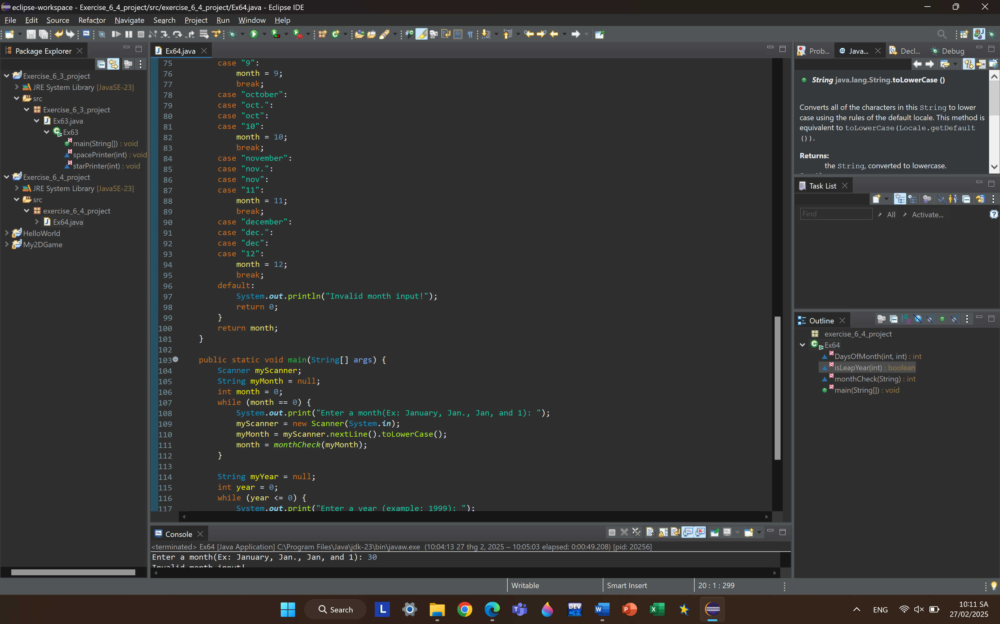 eclipse-workspace - Exercise_6_4_project/src/exercise_6_4_project/Ex64.java - Eclipse IDE
File Edit Source Refactor Navigate Search Project Run Window Help
Package Explorer
Exercise_6_3_project
JRE System Library [JavaSE-23]
src
Exercise_6_3_project
Ex63.java
Ex63
main(String[]) : void
spacePrinter(int) : void
starPrinter(int) : void
Exercise_6_4_project
JRE System Library [JavaSE-23]
src
exercise_6_4_project
Ex64.java
HelloWorld
My2DGame
Ex64.java
75 case "9":
76 month = 9;
77 break;
78 case "october":
79 case "oct.":
80 case "oct":
81 case "10":
82 month = 10;
83 break;
84 case "november":
85 case "nov.":
86 case "nov":
87 case "11":
88 month = 11;
89 break;
90 case "december":
91 case "dec.":
92 case "dec":
93 case "12":
94 month = 12;
95 break;
96 default:
97 System.out.println("Invalid month input!");
98 return 0;
99 }
100 return month;
101 }
102
103 public static void main(String[] args) {
104 Scanner myScanner;
105 String myMonth = null;
106 int month = 0;
107 while (month == 0) {
108 System.out.print("Enter a month(Ex: January, Jan., Jan, and 1): ");
109 myScanner = new Scanner(System.in);
110 myMonth = myScanner.nextLine().toLowerCase();
111 month = monthCheck(myMonth);
112 }
113
114 String myYear = null;
115 int year = 0;
116 while (year <= 0) {
117 System.out.print("Enter a year (example: 1999): ");
Console
<terminated> Ex64 [Java Application] C:\Program Files\Java\jdk-23\bin\javaw.exe (10:04:13 27 thg 2, 2025 – 10:05:03 elapsed: 0:00:49.208) [pid: 20256]
Enter a month(Ex: January, Jan., Jan, and 1): 30
Invalid month input!
Prob... Java... Decl... Debug
String java.lang.String.toLowerCase ()
Converts all of the characters in this String to lower
case using the rules of the default locale. This method is
equivalent to toLowerCase(Locale.getDefault
()).
Returns:
the String, converted to lowercase.
Task List
Find All Activate...
Outline
exercise_6_4_project
Ex64
DaysOfMonth(int, int) : int
isLeapYear(int) : boolean
monthCheck(String) : int
main(String[]) : void
Writable Smart Insert 20 : 1 : 299
Search
L
DEV
C++
ENG
10:11 SA
27/02/2025